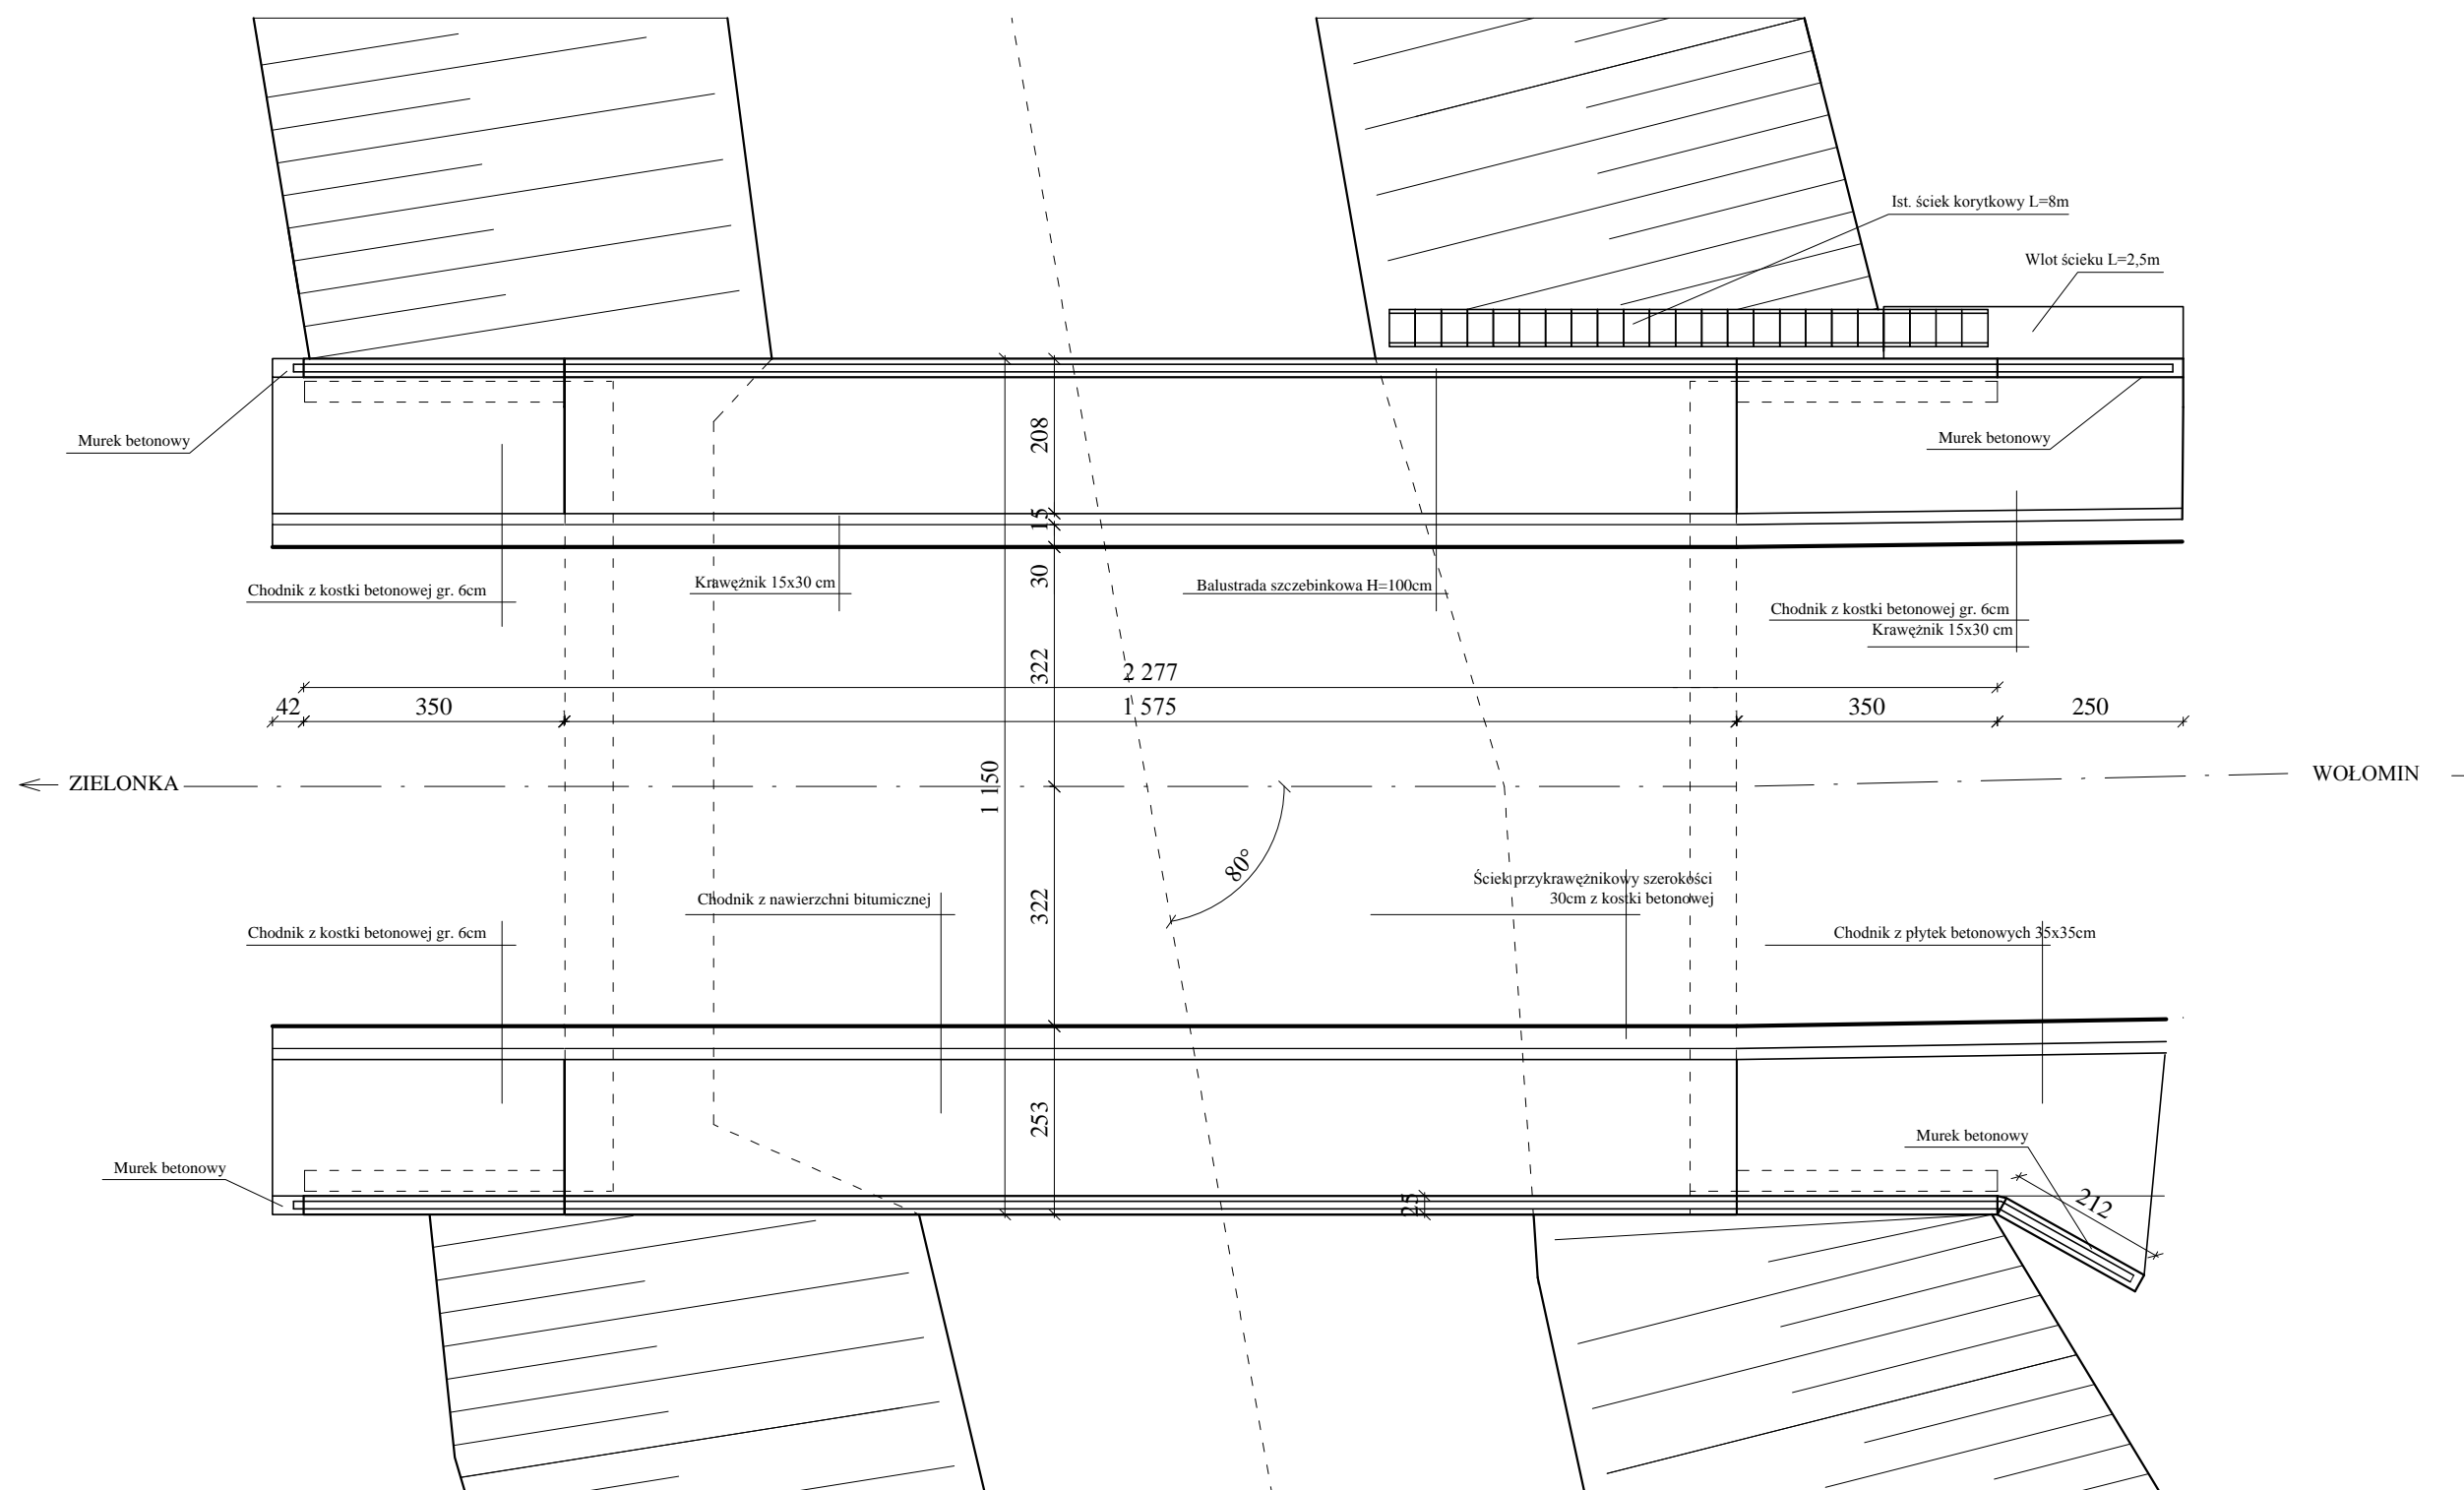 Ist. ściek korytkowy L=8m
Wlot ścieku L=2,5m
Murek betonowy
208
Murek betonowy
15
30
Chodnik z kostki betonowej gr. 6cm
Krawężnik 15x30 cm
Balustrada szczebinkowa H=100cm
Chodnik z kostki betonowej gr. 6cm
Krawężnik 15x30 cm
322
2 277
42
350
1 575
350
250
ZIELONKA
1 150
WOŁOMIN
80°
Ściek przykrawężnikowy szerokości
30cm z kostki betonowej
Chodnik z nawierzchni bitumicznej
322
Chodnik z kostki betonowej gr. 6cm
Chodnik z płytek betonowych 35x35cm
253
Murek betonowy
Murek betonowy
25
212